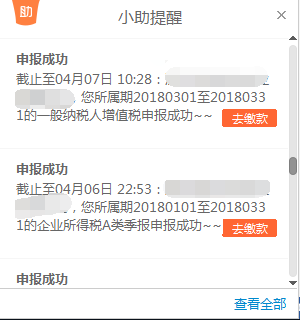 助
小助提醒
×
申报成功
截止至04月07日 10:28：
，您所属期20180301至2018033
1的一般纳税人增值税申报成功~~ 去缴款
申报成功
截止至04月06日 22:53：
，您所属期20180101至2018033
1的企业所得税A类季报申报成功~~ 去缴款
申报成功
查看全部